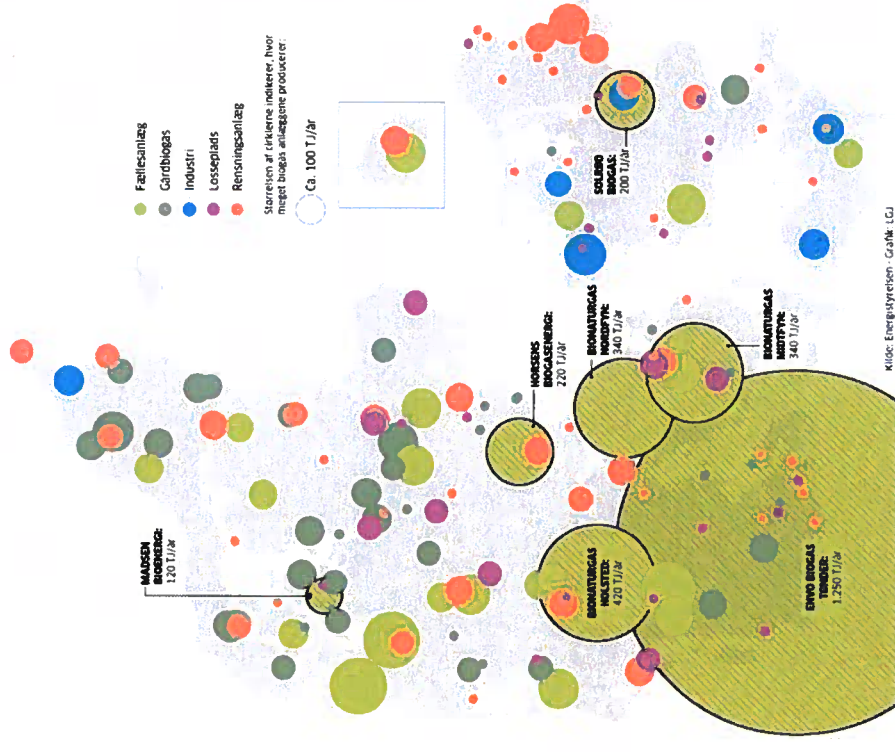 Fællesanlæg
Gårdbiogas
Industri
Losseplads
Rensningsanlæg
Størrelsen af cirklerne indikerer, hvor
meget biogas anlæggene producerer:
Ca. 100 TJ/år
MADSEN
BIOENERGI:
120 TJ/år
SOLRØD
BIOGAS:
200 TJ/år
HORSENS
BIOGASENERGI:
220 TJ/år
BIONATURGAS
NORDFYN:
340 TJ/år
BIONATURGAS
MIDTFYN:
340 TJ/år
BIONATURGAS
HOLSTED:
420 TJ/år
ENVO BIOGAS
TØNDER:
1.250 TJ/år
Kilde: Energistyrelsen · Grafik: LGJ